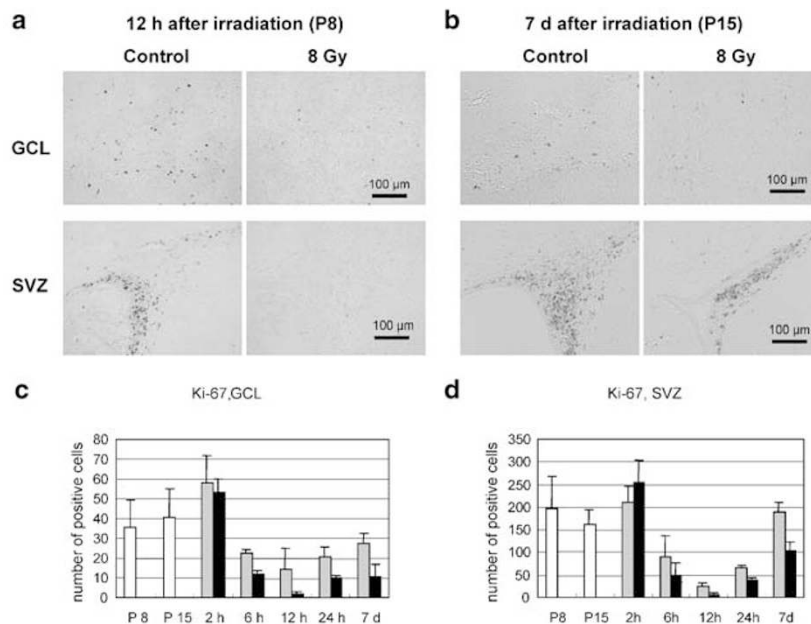 a 12 h after irradiation (P8)
Control 8 Gy
GCL
100 µm
SVZ
100 µm
b 7 d after irradiation (P15)
Control 8 Gy
100 µm
100 µm
c Ki-67,GCL
number of positive cells
80
70
60
50
40
30
20
10
0
P 8 P 15 2 h 6 h 12 h 24 h 7 d
d Ki-67, SVZ
number of positive cells
350
300
250
200
150
100
50
0
P8 P15 2h 6h 12h 24h 7d